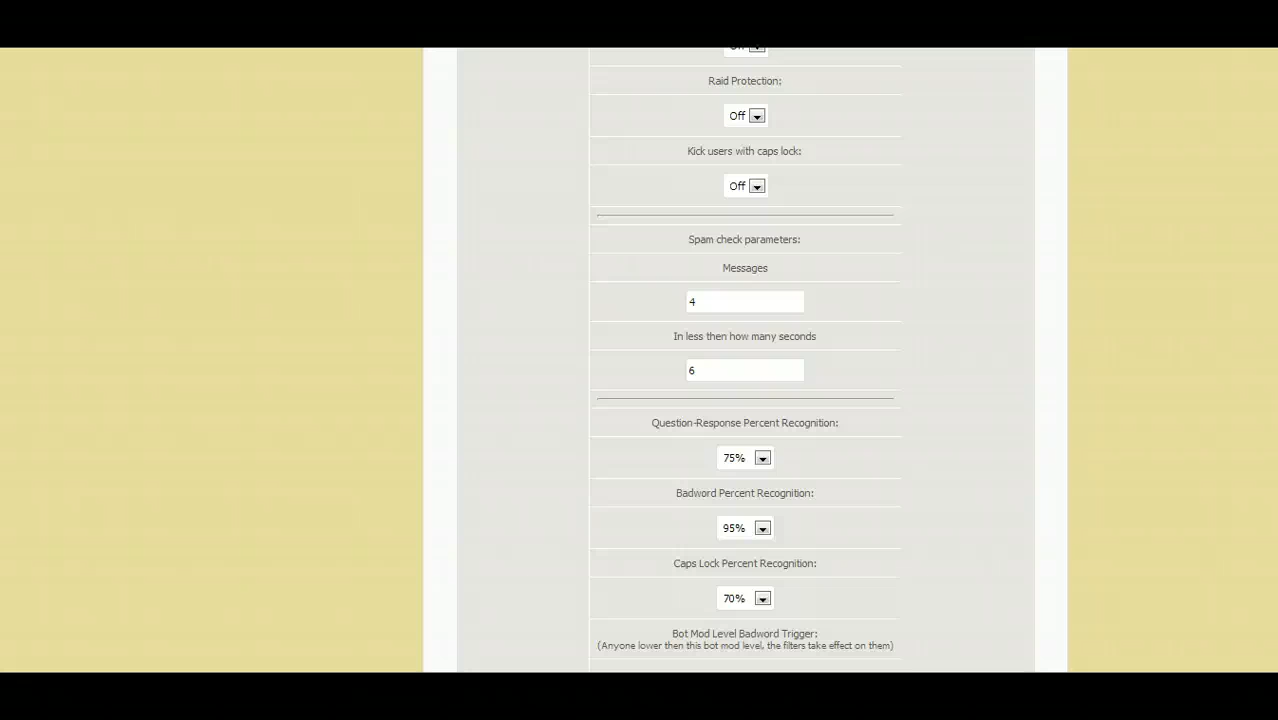 Raid Protection:
Off
Kick users with caps lock:
Off
Spam check parameters:
Messages
4
In less then how many seconds
6
Question-Response Percent Recognition:
75%
Badword Percent Recognition:
95%
Caps Lock Percent Recognition:
70%
Bot Mod Level Badword Trigger:
(Anyone lower then this bot mod level, the filters take effect on them)